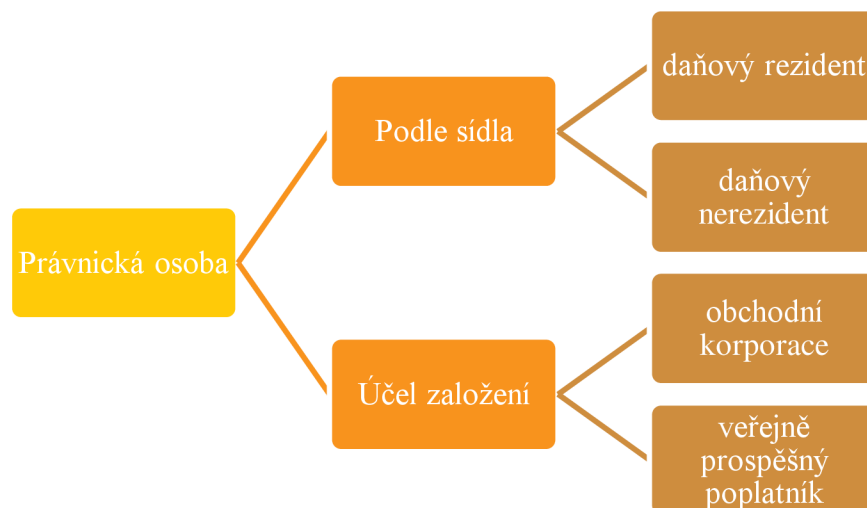 Právnická osoba
Podle sídla
daňový rezident
daňový
nerezident
Účel založení
obchodní
korporace
veřejně
prospěšný
poplatník